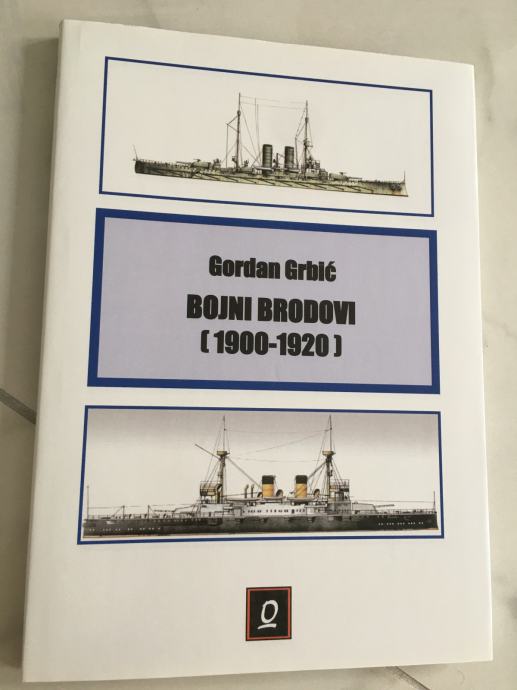 Gordan Grbić
BOJNI BRODOVI
( 1900-1920 )
O